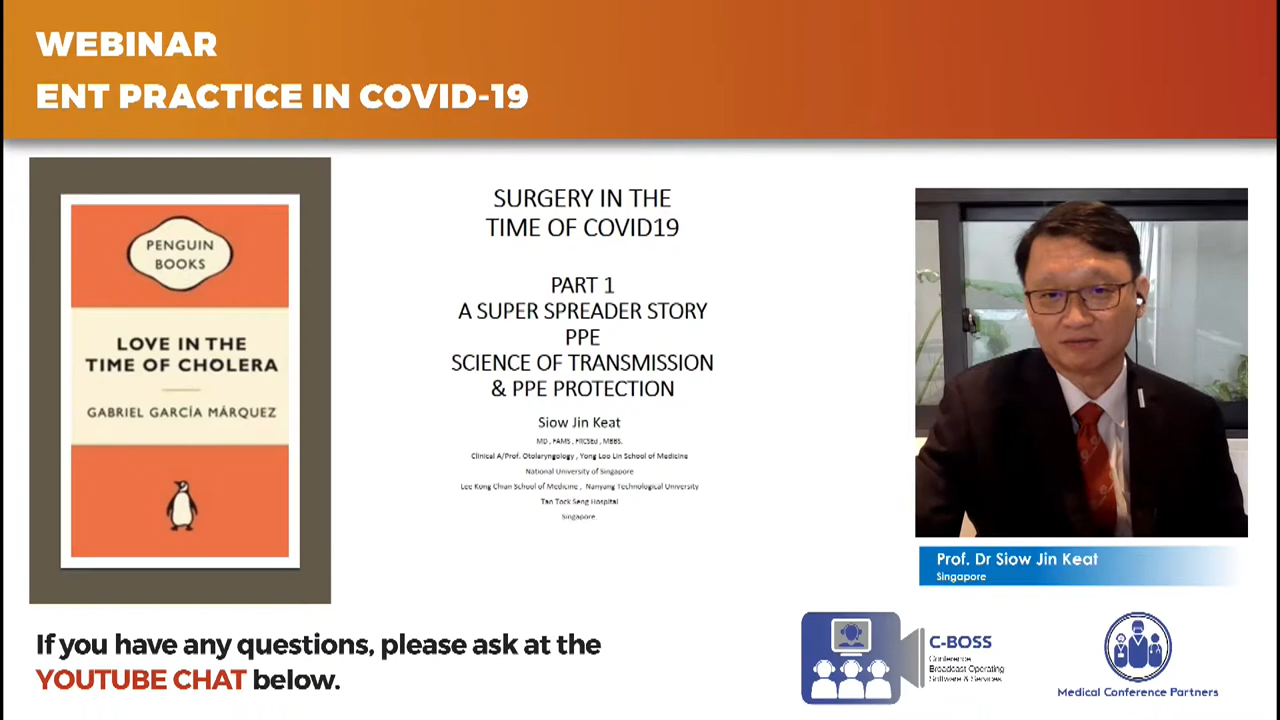 WEBINAR
ENT PRACTICE IN COVID-19
PENGUIN
BOOKS
LOVE IN THE
TIME OF CHOLERA
GABRIEL GARCÍA MÁRQUEZ
SURGERY IN THE
TIME OF COVID19
PART 1
A SUPER SPREADER STORY
PPE
SCIENCE OF TRANSMISSION
& PPE PROTECTION
Siow Jin Keat
MD, FAMS, FRCSEd, MBBS.
Clinical A/Prof. Otolaryngology, Yong Loo Lin School of Medicine
National University of Singapore
Lee Kong Chian School of Medicine, Nanyang Technological University
Tan Tock Seng Hospital
Singapore
Prof. Dr Siow Jin Keat
Singapore
If you have any questions, please ask at the
YOUTUBE CHAT below.
C-BOSS
Conference
Broadcast Operating
Software & Services
Medical Conference Partners